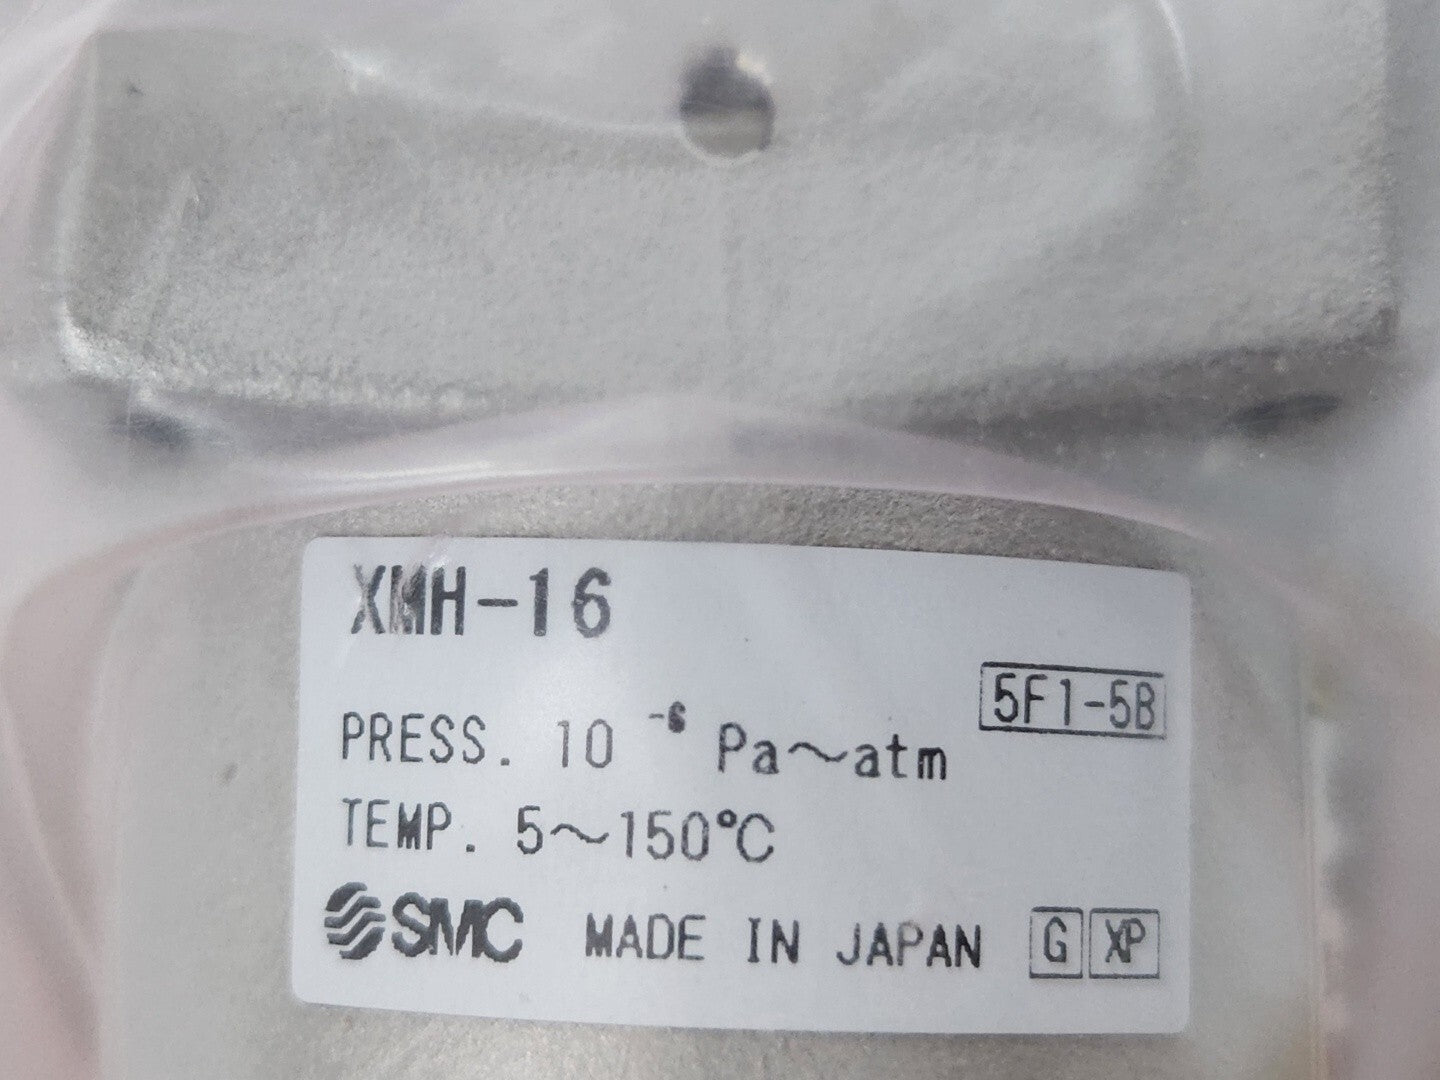 XMH-16
5F1-5B
PRESS. 10⁻⁶ Pa～atm
TEMP. 5～150℃
SMC MADE IN JAPAN G XP